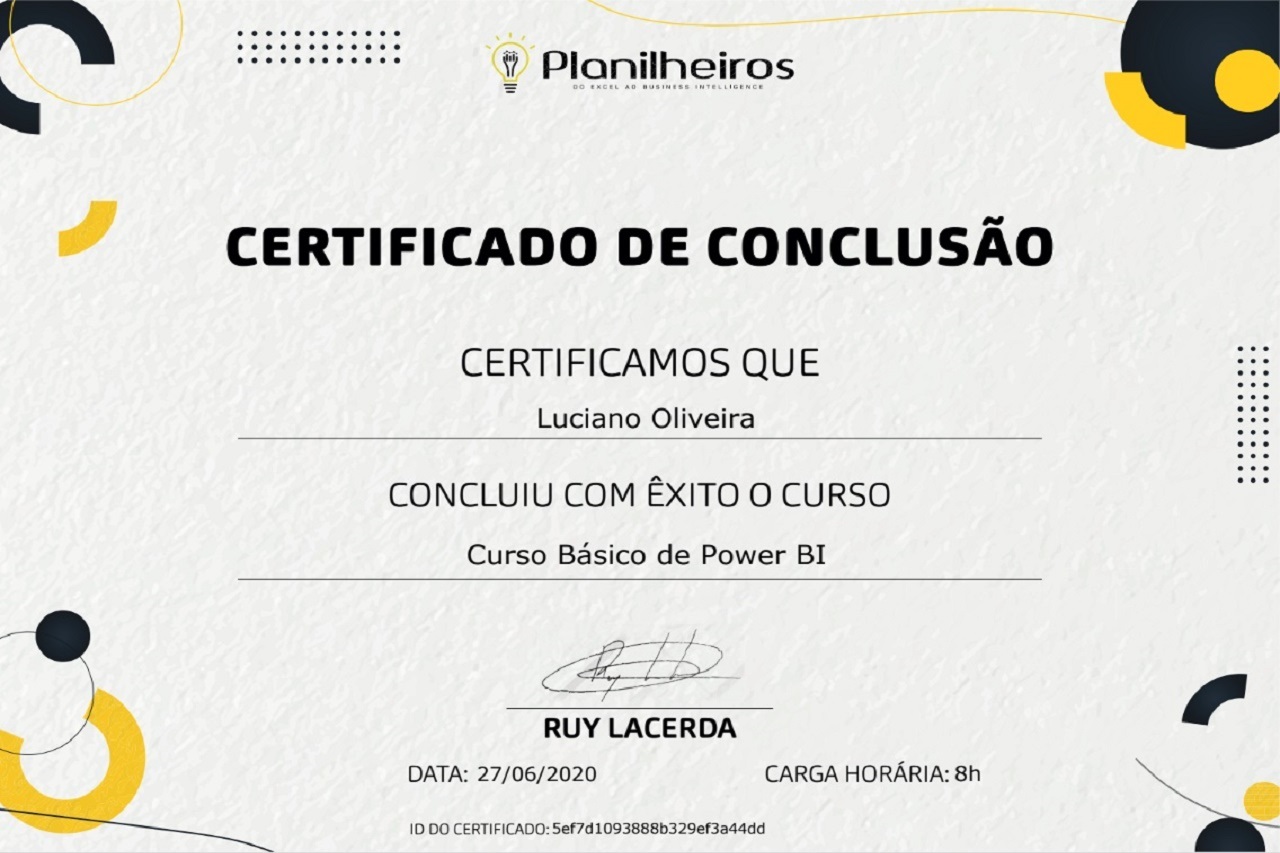 Planilheiros
DO EXCEL AO BUSINESS INTELLIGENCE
CERTIFICADO DE CONCLUSÃO
CERTIFICAMOS QUE
Luciano Oliveira
CONCLUIU COM ÊXITO O CURSO
Curso Básico de Power BI
RUY LACERDA
DATA: 27/06/2020 CARGA HORÁRIA: 8h
ID DO CERTIFICADO: 5ef7d1093888b329ef3a44dd